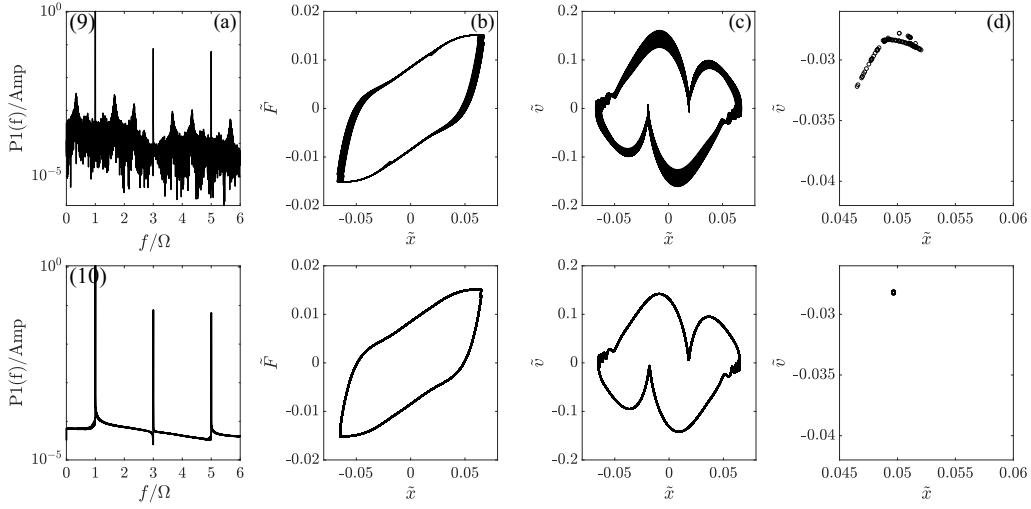 (9) (a) (b) (c) (d)
10^0 0.02 0.2
0.01 0.1 -0.03
P1(f)/Amp F̃ 0 ṽ 0 ṽ -0.035
10^-5 -0.01 -0.1 -0.04
-0.02 -0.2
0 1 2 3 4 5 6 -0.05 0 0.05 -0.05 0 0.05 0.045 0.05 0.055 0.06
f/Ω x̃ x̃ x̃
(10)
10^0 0.02 0.2
0.01 0.1 -0.03
P1(f)/Amp F̃ 0 ṽ 0 ṽ -0.035
-0.01 -0.1 -0.04
10^-5 -0.02 -0.2
0 1 2 3 4 5 6 -0.05 0 0.05 -0.05 0 0.05 0.045 0.05 0.055 0.06
f/Ω x̃ x̃ x̃